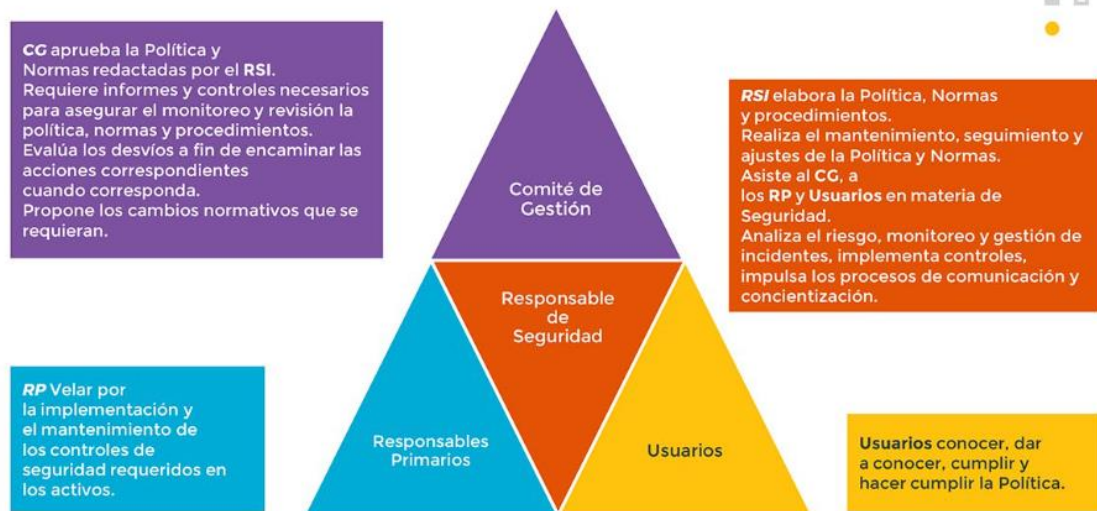 CG aprueba la Política y
Normas redactadas por el RSI.
Requiere informes y controles necesarios
para asegurar el monitoreo y revisión la
política, normas y procedimientos.
Evalúa los desvíos a fin de encaminar las
acciones correspondientes
cuando corresponda.
Propone los cambios normativos que se
requieran.
Comité de
Gestión
RSI elabora la Política, Normas
y procedimientos.
Realiza el mantenimiento, seguimiento y
ajustes de la Política y Normas.
Asiste al CG, a
los RP y Usuarios en materia de
Seguridad.
Analiza el riesgo, monitoreo y gestión de
incidentes, implementa controles,
impulsa los procesos de comunicación y
concientización.
Responsable
de
Seguridad
RP Velar por
la implementación y
el mantenimiento de
los controles de
seguridad requeridos en
los activos.
Responsables
Primarios
Usuarios
Usuarios conocer, dar
a conocer, cumplir y
hacer cumplir la Política.